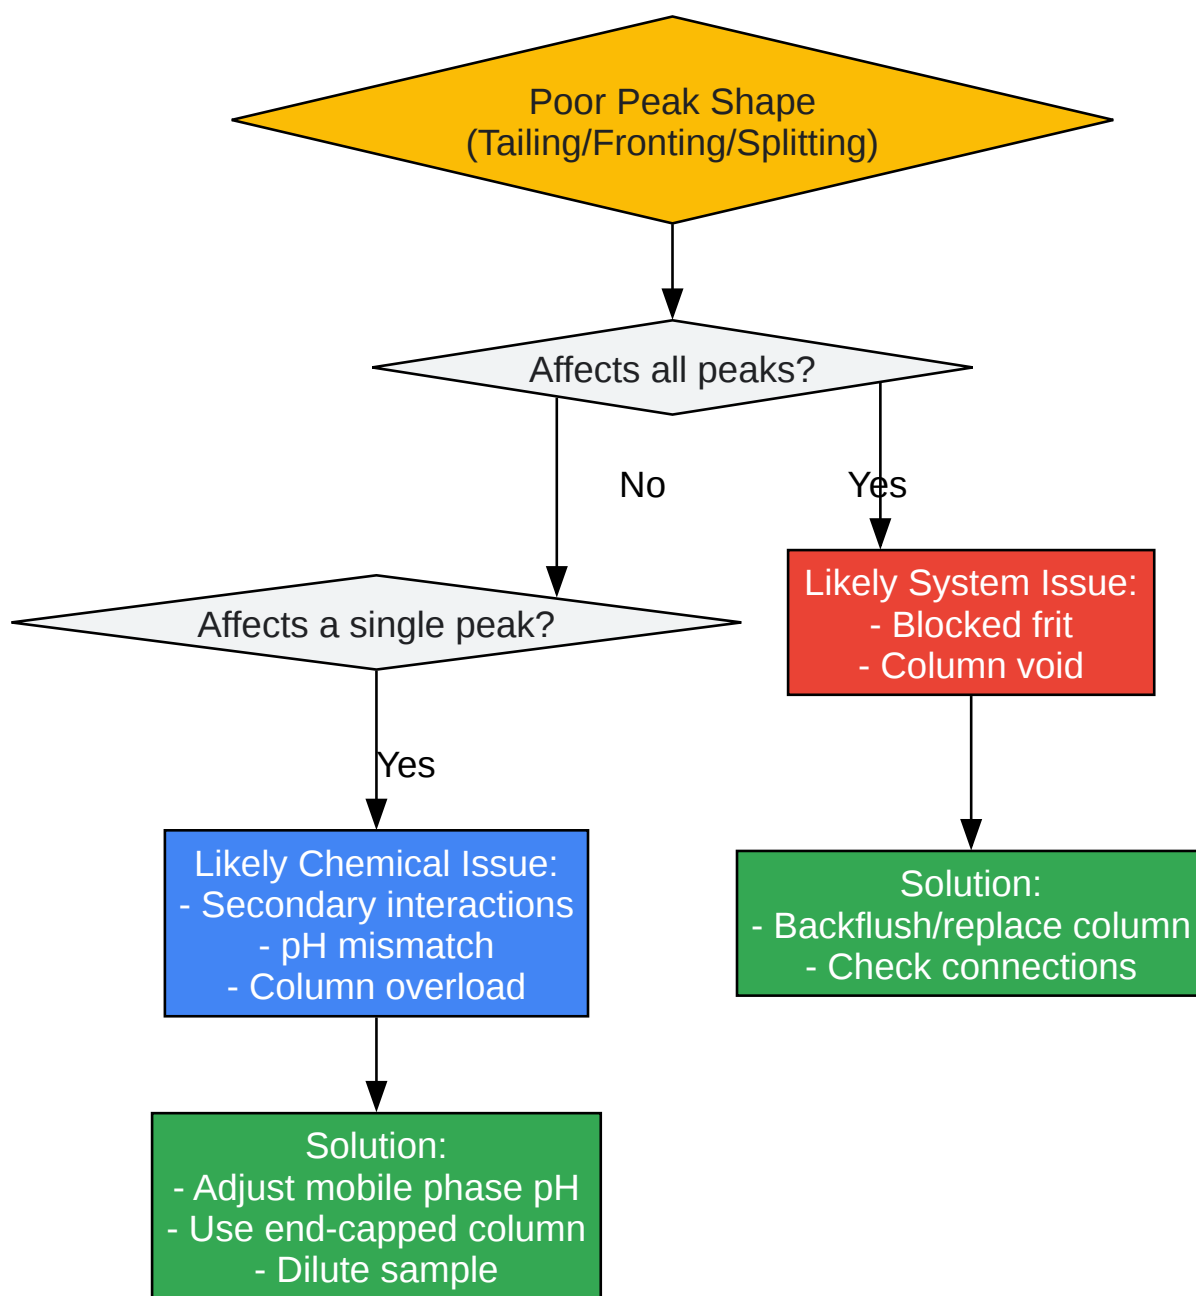 Poor Peak Shape
(Tailing/Fronting/Splitting)
Affects all peaks?
No
Yes
Likely System Issue:
- Blocked frit
- Column void
Affects a single peak?
Yes
Likely Chemical Issue:
- Secondary interactions
- pH mismatch
- Column overload
Solution:
- Backflush/replace column
- Check connections
Solution:
- Adjust mobile phase pH
- Use end-capped column
- Dilute sample